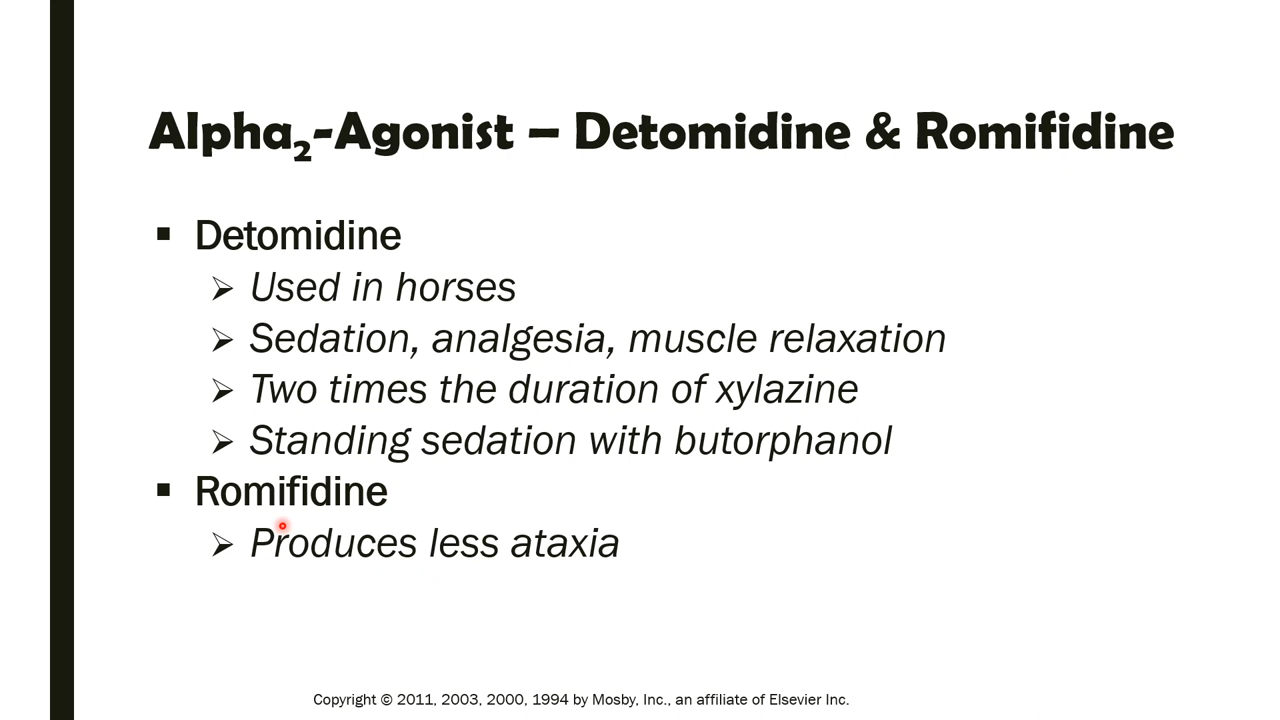 Alpha₂-Agonist – Detomidine & Romifidine
▪ Detomidine
➢ Used in horses
➢ Sedation, analgesia, muscle relaxation
➢ Two times the duration of xylazine
➢ Standing sedation with butorphanol
▪ Romifidine
➢ Produces less ataxia
Copyright © 2011, 2003, 2000, 1994 by Mosby, Inc., an affiliate of Elsevier Inc.